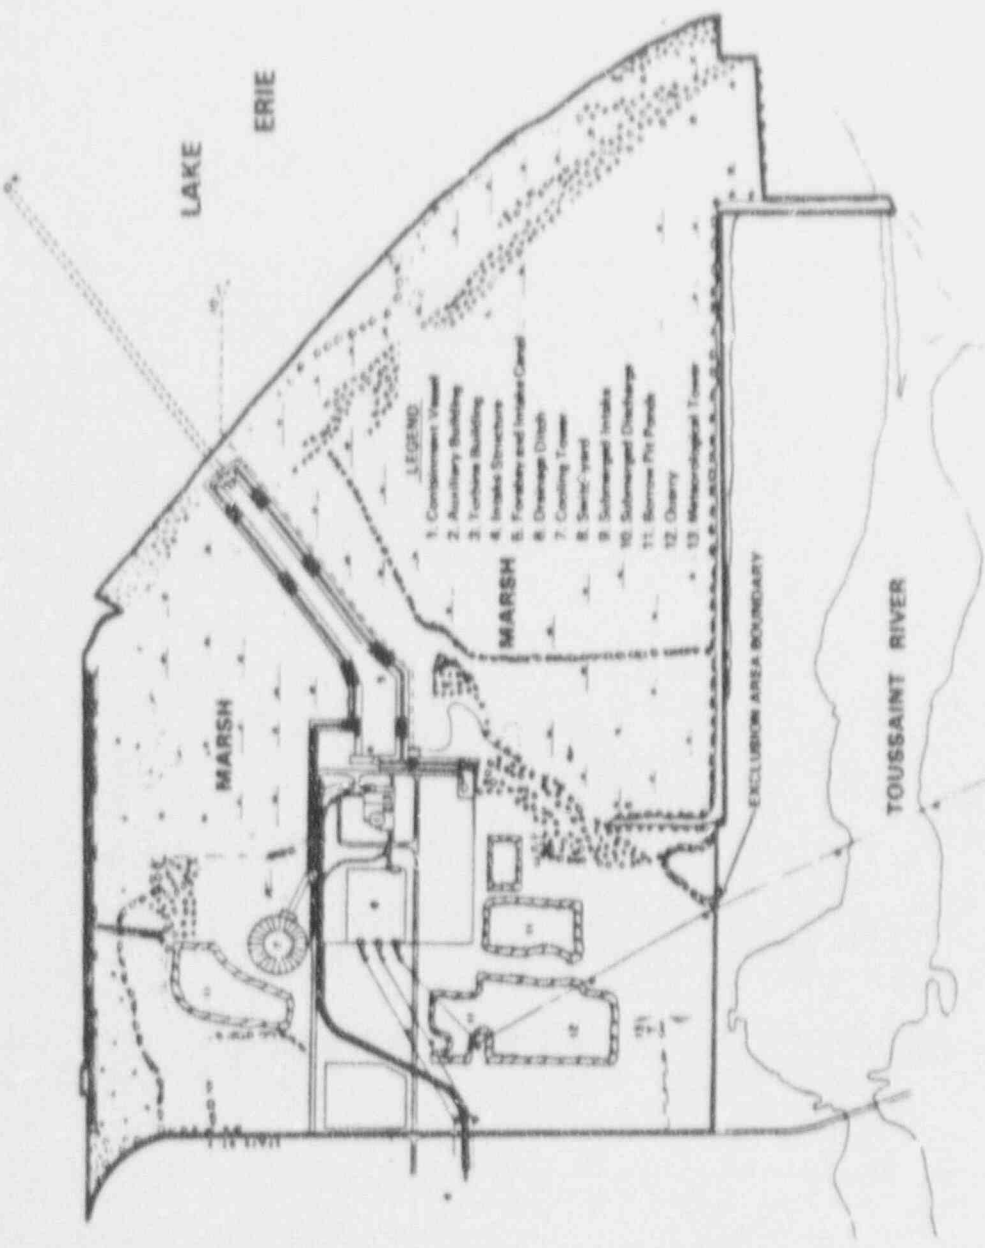 LAKE
ERIE
MARSH
LEGEND
1. Containment Vessel
2. Auxiliary Building
3. Turbine Building
4. Intake Structure
5. Forebay and Intake Canal
6. Drainage Ditch
7. Cooling Tower
8. Switchyard
9. Submerged Intake
10. Submerged Discharge
11. Borrow Pit Ponds
12. Quarry
13. Meteorological Tower
MARSH
EXCLUSION AREA BOUNDARY
TOUSSAINT RIVER
11
12